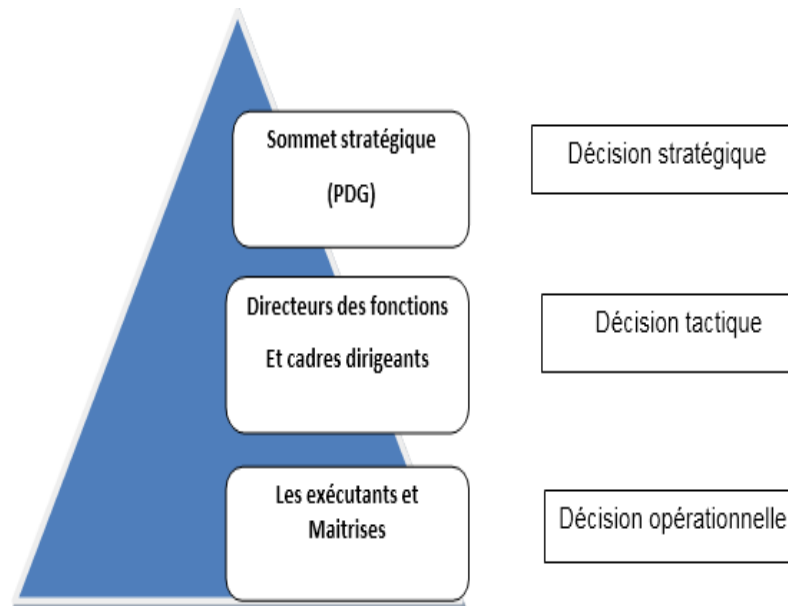 Sommet stratégique
(PDG)
Décision stratégique
Directeurs des fonctions
Et cadres dirigeants
Décision tactique
Les exécutants et
Maitrises
Décision opérationnelle